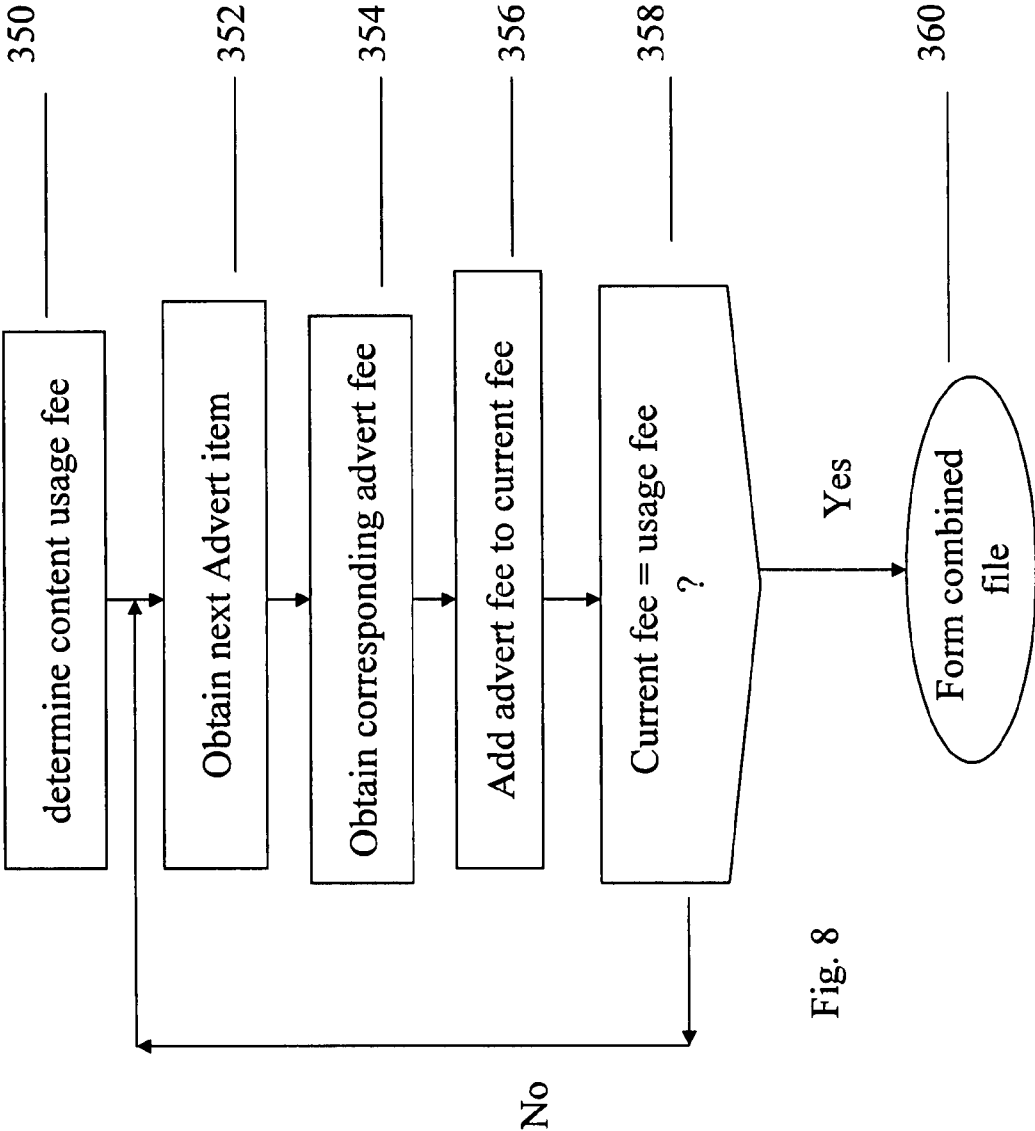 determine content usage fee
350
Obtain next Advert item
352
Obtain corresponding advert fee
354
Add advert fee to current fee
356
Current fee = usage fee
?
358
No
Yes
Form combined
file
360
Fig. 8